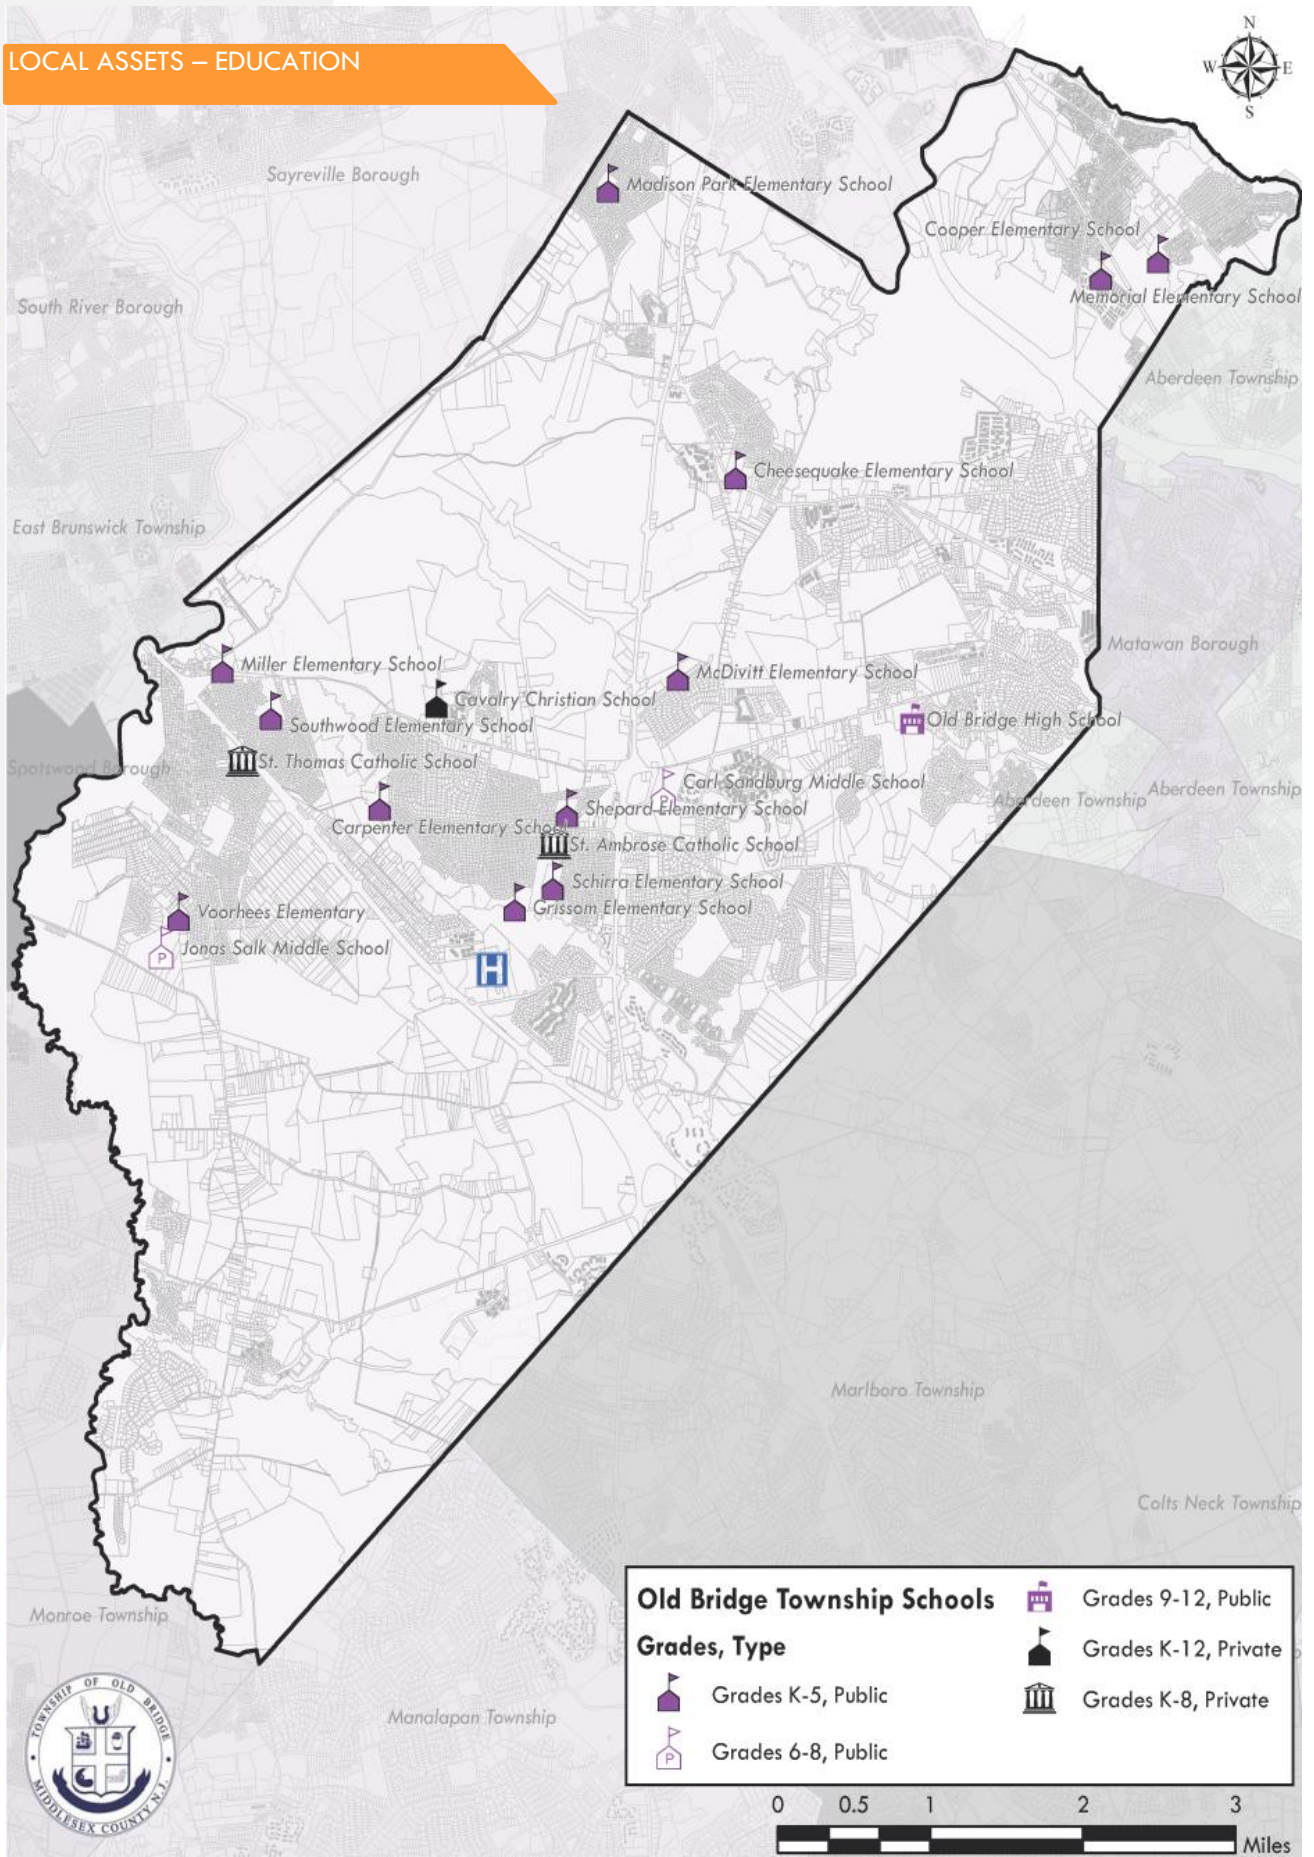 LOCAL ASSETS – EDUCATION
N
W E
S
Sayreville Borough
Madison Park Elementary School
Cooper Elementary School
South River Borough
Memorial Elementary School
Aberdeen Township
Cheesequake Elementary School
East Brunswick Township
Matawan Borough
Miller Elementary School
McDivitt Elementary School
Cavalry Christian School
Southwood Elementary School
Old Bridge High School
St. Thomas Catholic School
Spotswood Borough
Carl Sandburg Middle School
Aberdeen Township
Aberdeen Township
P
Shepard Elementary School
Carpenter Elementary School
St. Ambrose Catholic School
Schirra Elementary School
Grissom Elementary School
Voorhees Elementary
Jonas Salk Middle School
P
H
Marlboro Township
Colts Neck Township
Monroe Township
Manalapan Township
Old Bridge Township Schools
Grades, Type
Grades K-5, Public
P
Grades 6-8, Public
Grades 9-12, Public
Grades K-12, Private
Grades K-8, Private
TOWNSHIP OF OLD BRIDGE
MIDDLESEX COUNTY N.J.
0 0.5 1 2 3
Miles